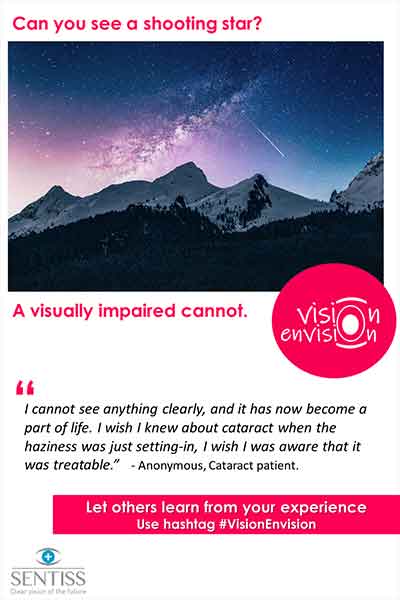 Can you see a shooting star?
A visually impaired cannot.
visiOn
envisiOn
“
I cannot see anything clearly, and it has now become a
part of life. I wish I knew about cataract when the
haziness was just setting-in, I wish I was aware that it
was treatable.” - Anonymous, Cataract patient.
Let others learn from your experience
Use hashtag #VisionEnvision
SENTISS
Clear vision of the future